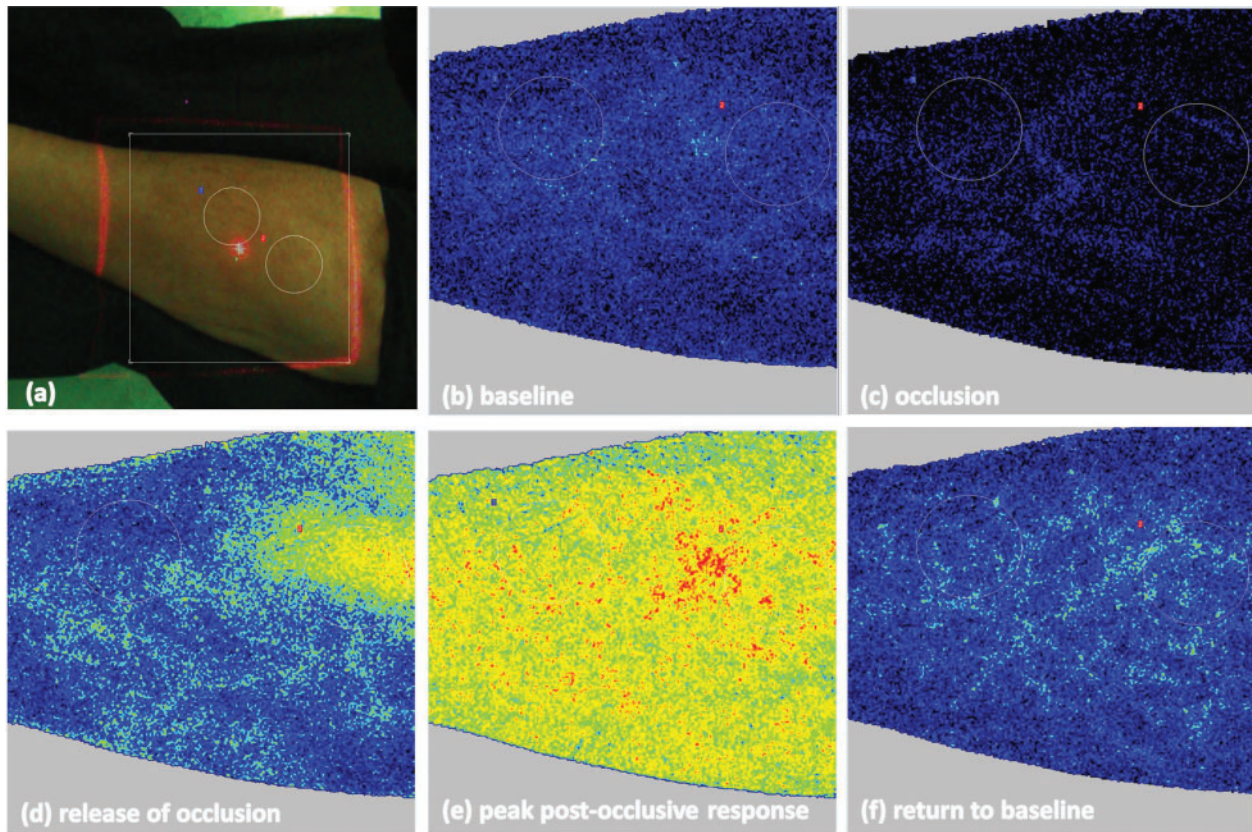 (a)
(b) baseline
(c) occlusion
(d) release of occlusion
(e) peak post-occlusive response
(f) return to baseline